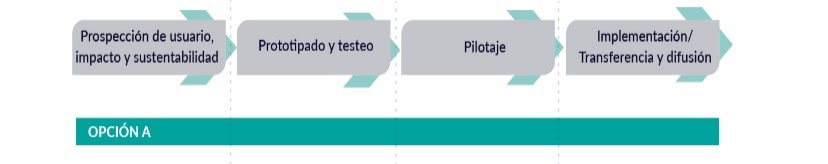 Prospección de usuario,
impacto y sustentabilidad
Prototipado y testeo
Pilotaje
Implementación/
Transferencia y difusión
OPCIÓN A